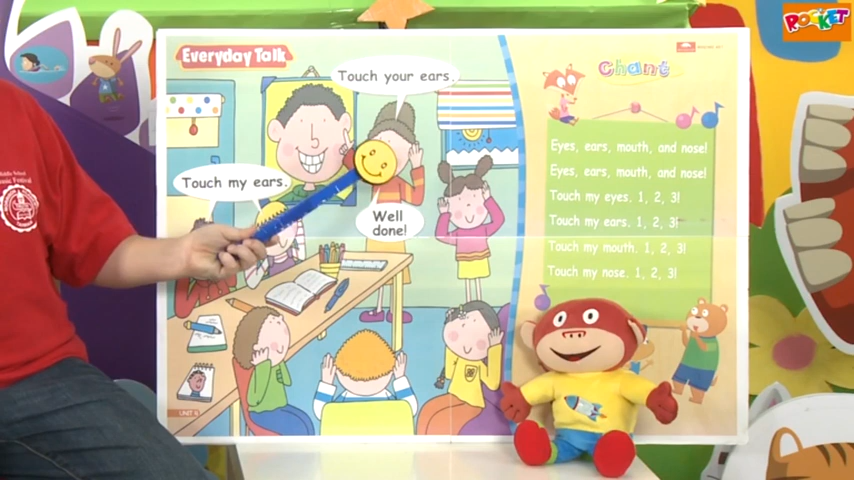 ROCKET
Everyday Talk
Touch your ears.
Touch my ears.
Well
done!
Chant
Eyes, ears, mouth, and nose!
Eyes, ears, mouth, and nose!
Touch my eyes. 1, 2, 3!
Touch my ears. 1, 2, 3!
Touch my mouth. 1, 2, 3!
Touch my nose. 1, 2, 3!